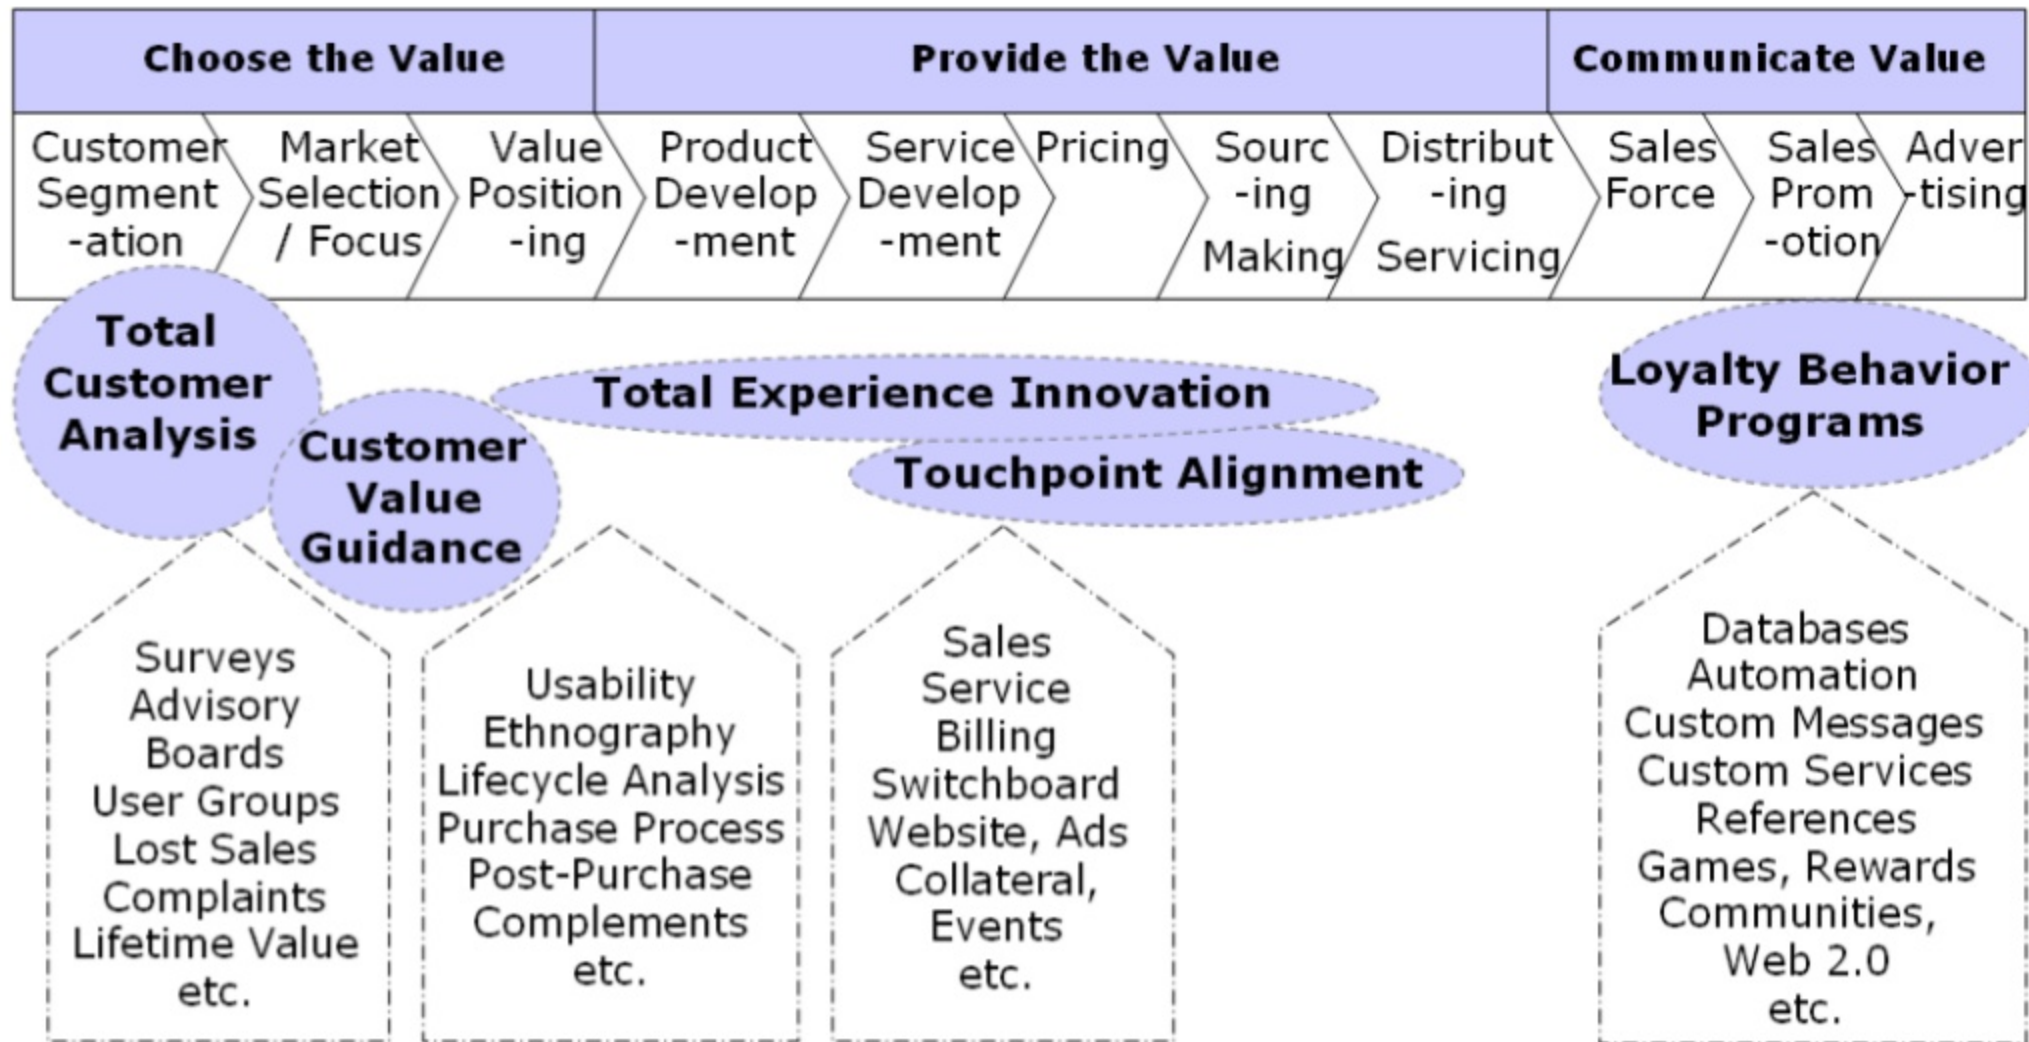 Choose the Value
Provide the Value
Communicate Value
Customer
Segment
-ation
Market
Selection
/ Focus
Value
Position
-ing
Product
Develop
-ment
Service
Develop
-ment
Pricing
Sourc
-ing
Making
Distribut
-ing
Servicing
Sales
Force
Sales
Prom
-otion
Adver
-tising
Total
Customer
Analysis
Customer
Value
Guidance
Total Experience Innovation
Touchpoint Alignment
Loyalty Behavior
Programs
Surveys
Advisory
Boards
User Groups
Lost Sales
Complaints
Lifetime Value
etc.
Usability
Ethnography
Lifecycle Analysis
Purchase Process
Post-Purchase
Complements
etc.
Sales
Service
Billing
Switchboard
Website, Ads
Collateral,
Events
etc.
Databases
Automation
Custom Messages
Custom Services
References
Games, Rewards
Communities,
Web 2.0
etc.